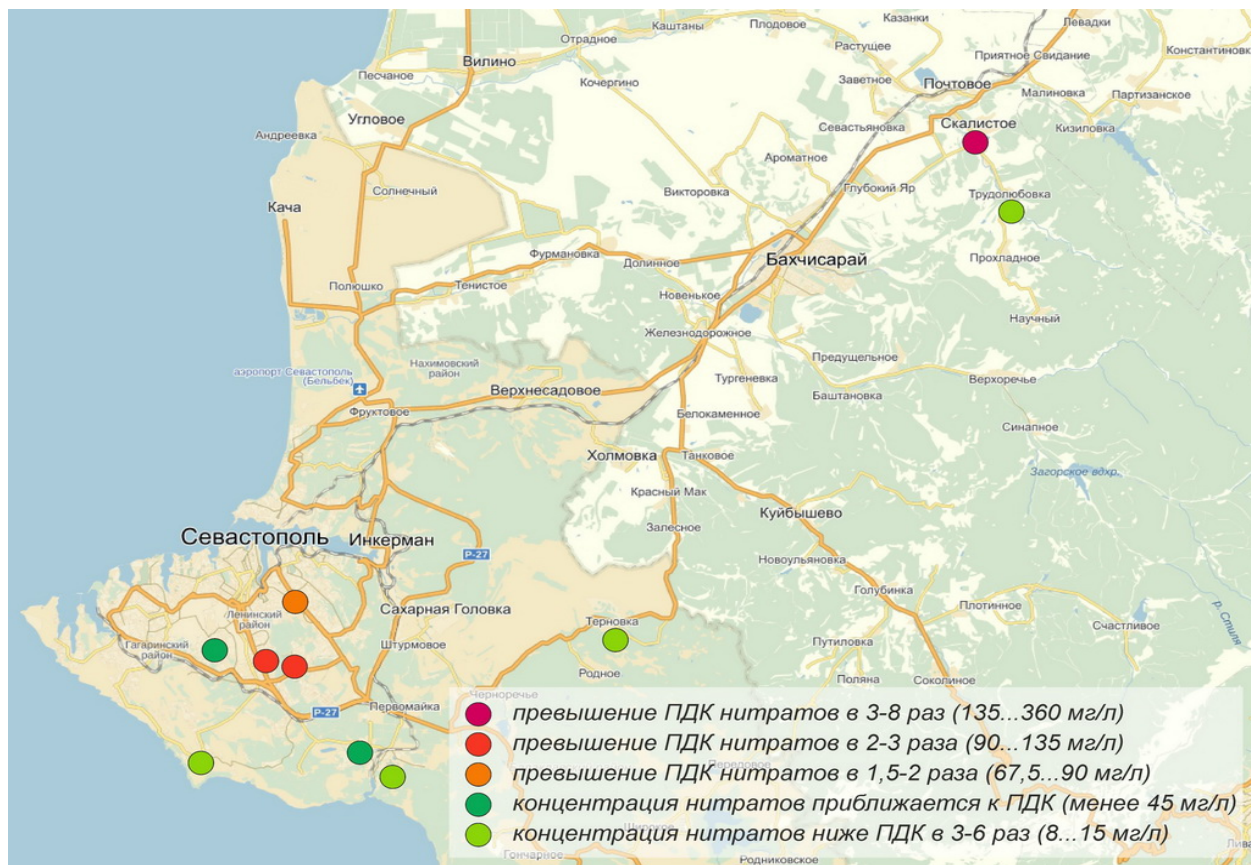 Каштаны
Плодовое
Казанки
Левадки
Отрадное
Растущее
Приятное Свидание
Константиновка
Вилино
Песчаное
Кочергино
Заветное
Почтовое
Малиновка
Партизанское
Угловое
Севастьяновка
Скалистое
Кизиловка
Андреевка
Ароматное
Солнечный
Викторовка
Глубокий Яр
Трудолюбовка
Кача
Фурмановка
Долинное
Бахчисарай
Прохладное
Полюшко
Тенистое
Новенькое
Научный
Железнодорожное
Нахимовский
район
Предущельное
аэропорт Севастополь
(Бельбек)
Верхнесадовое
Тургеневка
Верхоречье
Баштановка
Фруктовое
Белокаменное
Синапное
Холмовка
Танковое
Загорское вдхр.
Красный Мак
Куйбышево
Севастополь
Инкерман
Залесное
P-27
Новоульяновка
Голубинка
Плотинное
р. Стиля
Ленинский
район
Сахарная Головка
Терновка
Счастливое
Гагаринский
район
Штурмовое
Путиловка
Родное
Поляна
Соколиное
Черноречье
P-27
Первомайка
превышение ПДК нитратов в 3-8 раз (135...360 мг/л)
превышение ПДК нитратов в 2-3 раза (90...135 мг/л)
Передовое
превышение ПДК нитратов в 1,5-2 раза (67,5...90 мг/л)
концентрация нитратов приближается к ПДК (менее 45 мг/л)
Широкое
концентрация нитратов ниже ПДК в 3-6 раз (8...15 мг/л)
Гончарное
Родниковское